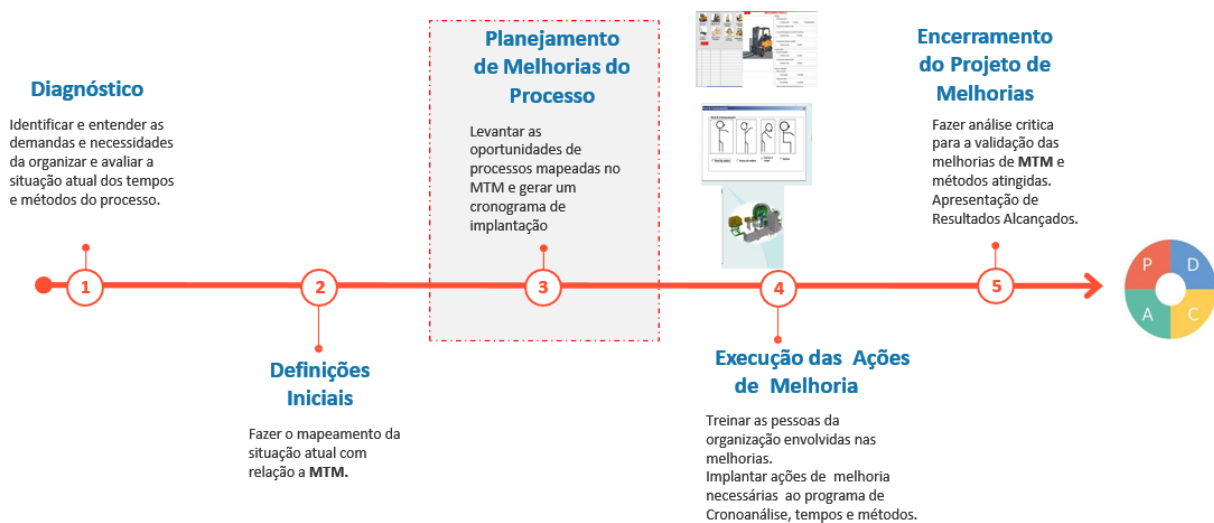 Diagnóstico
Identificar e entender as
demandas e necessidades
da organizar e avaliar a
situação atual dos tempos
e métodos do processo.
1
2
Definições
Iniciais
Fazer o mapeamento da
situação atual com
relação a MTM.
Planejamento
de Melhorias do
Processo
Levantar as
oportunidades de
processos mapeadas no
MTM e gerar um
cronograma de
implantação
3
4
Execução das Ações
de Melhoria
Treinar as pessoas da
organização envolvidas nas
melhorias.
Implantar ações de melhoria
necessárias ao programa de
Cronoanálise, tempos e métodos.
Encerramento
do Projeto de
Melhorias
Fazer análise critica
para a validação das
melhorias de MTM e
métodos atingidas.
Apresentação de
Resultados Alcançados.
5
P D
A C